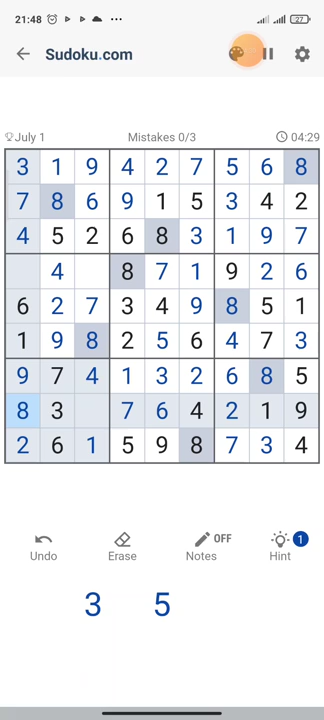 21:48 27
Sudoku.com
July 1 Mistakes 0/3 04:29
3 1 9 4 2 7 5 6 8
7 8 6 9 1 5 3 4 2
4 5 2 6 8 3 1 9 7
4 8 7 1 9 2 6
6 2 7 3 4 9 8 5 1
1 9 8 2 5 6 4 7 3
9 7 4 1 3 2 6 8 5
8 3 7 6 4 2 1 9
2 6 1 5 9 8 7 3 4
OFF 1
Undo Erase Notes Hint
3 5